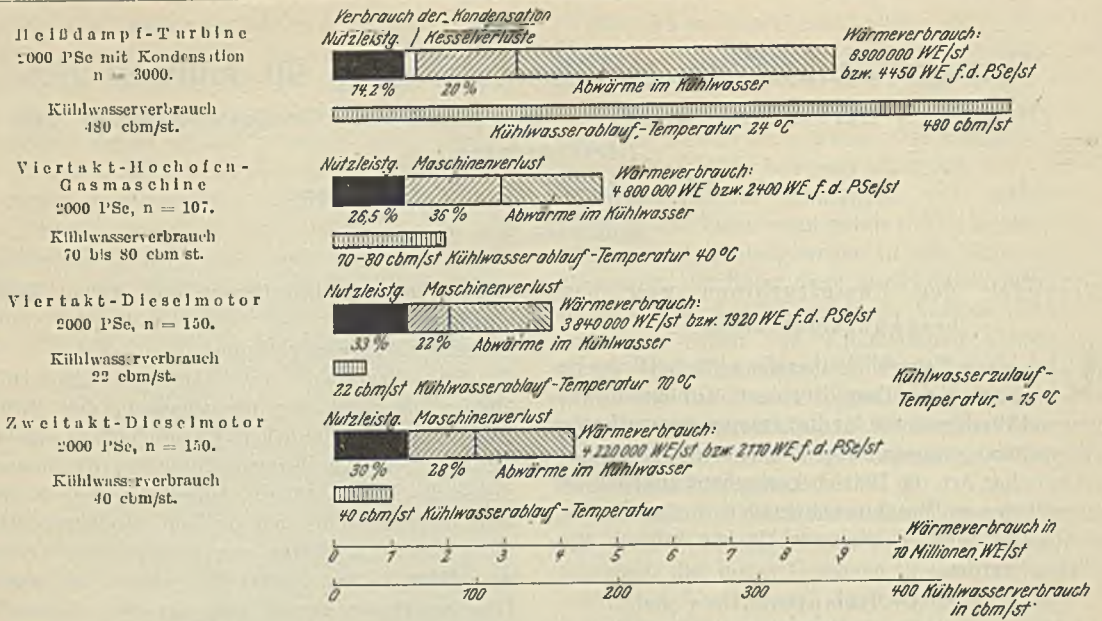 Heißdampf-Turbine
2000 PSe mit Kondensation
n = 3000.
Kühlwasserverbrauch
480 cbm/st.
Verbrauch der Kondensation
Nutzleistg. / Kesselverluste
14,2% 20% Abwärme im Kühlwasser
Wärmeverbrauch:
8900000 WE/st
bzw. 4450 WE f.d. PSe/st
Kühlwasserablauf-Temperatur 24 °C 480 cbm/st
Viertakt-Hochofen-
Gasmaschine
2000 PSe, n = 107.
Kühlwasserverbrauch
70 bis 80 cbm st.
Nutzleistg. Maschinenverlust
26,5 % 36 % Abwärme im Kühlwasser
Wärmeverbrauch:
4800000 WE bzw. 2400 WE f.d. PSe/st
70-80 cbm/st Kühlwasserablauf-Temperatur 40 °C
Viertakt-Dieselmotor
2000 PSe, n = 150.
Kühlwasserverbrauch
22 cbm/st.
Nutzleistg. Maschinenverlust
33 % 22 % Abwärme im Kühlwasser
Wärmeverbrauch:
3840000 WE/st bzw. 1920 WE f.d. PSe/st
22 cbm/st Kühlwasserablauf-Temperatur 70 °C
Kühlwasserzulauf-
Temperatur = 15 °C
Zweitakt-Dieselmotor
2000 PSe, n = 150.
Kühlwasserverbrauch
40 cbm/st.
Nutzleistg. Maschinenverlust
30 % 28 % Abwärme im Kühlwasser
Wärmeverbrauch:
4220000 WE/st bzw. 2110 WE f.d. PSe/st
40 cbm/st Kühlwasserablauf-Temperatur
Wärmeverbrauch in
0 1 2 3 4 5 6 7 8 9 10 Millionen WE/st
0 100 200 300 400 Kühlwasserverbrauch
in cbm/st